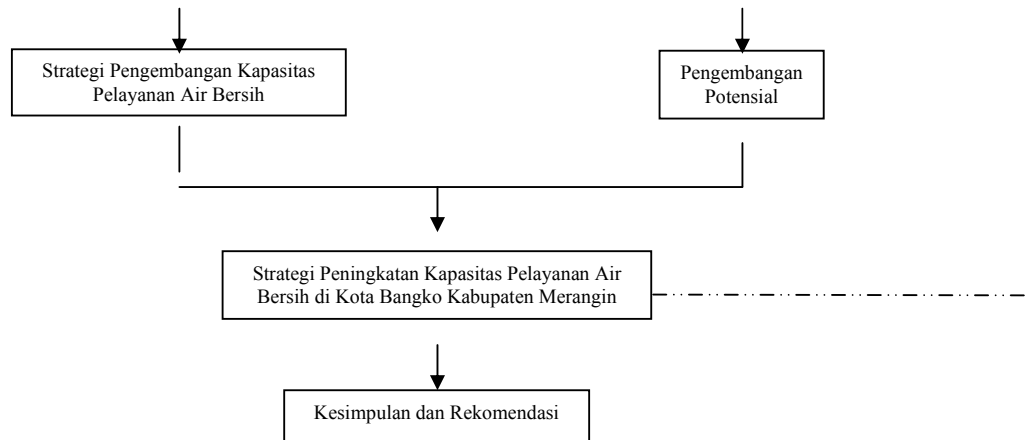 Strategi Pengembangan Kapasitas
Pelayanan Air Bersih
Pengembangan
Potensial
Strategi Peningkatan Kapasitas Pelayanan Air
Bersih di Kota Bangko Kabupaten Merangin
Kesimpulan dan Rekomendasi